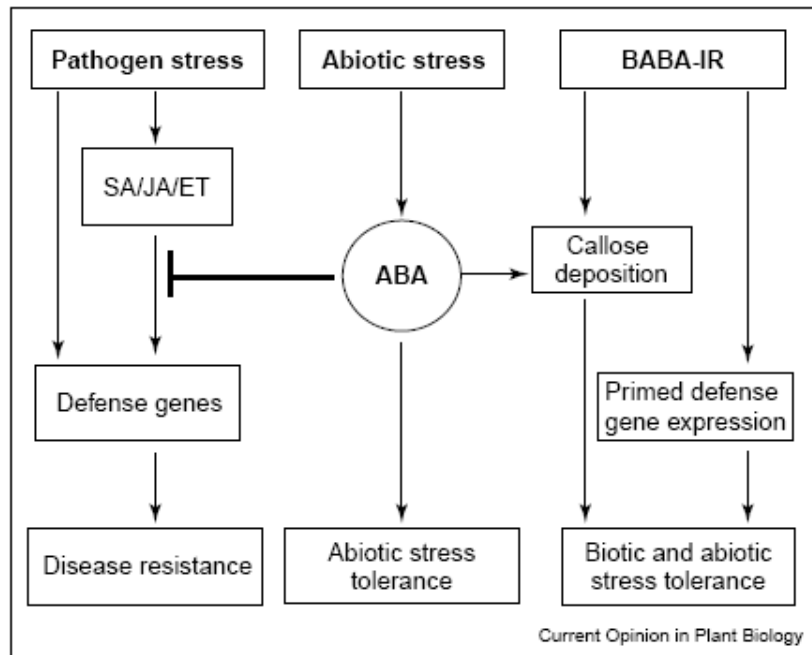 Pathogen stress
Abiotic stress
BABA-IR
SA/JA/ET
ABA
Callose
deposition
Defense genes
Primed defense
gene expression
Disease resistance
Abiotic stress
tolerance
Biotic and abiotic
stress tolerance
Current Opinion in Plant Biology